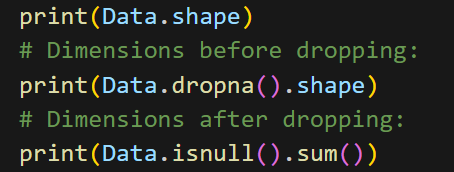 print(Data.shape)
# Dimensions before dropping:
print(Data.dropna().shape)
# Dimensions after dropping:
print(Data.isnull().sum())